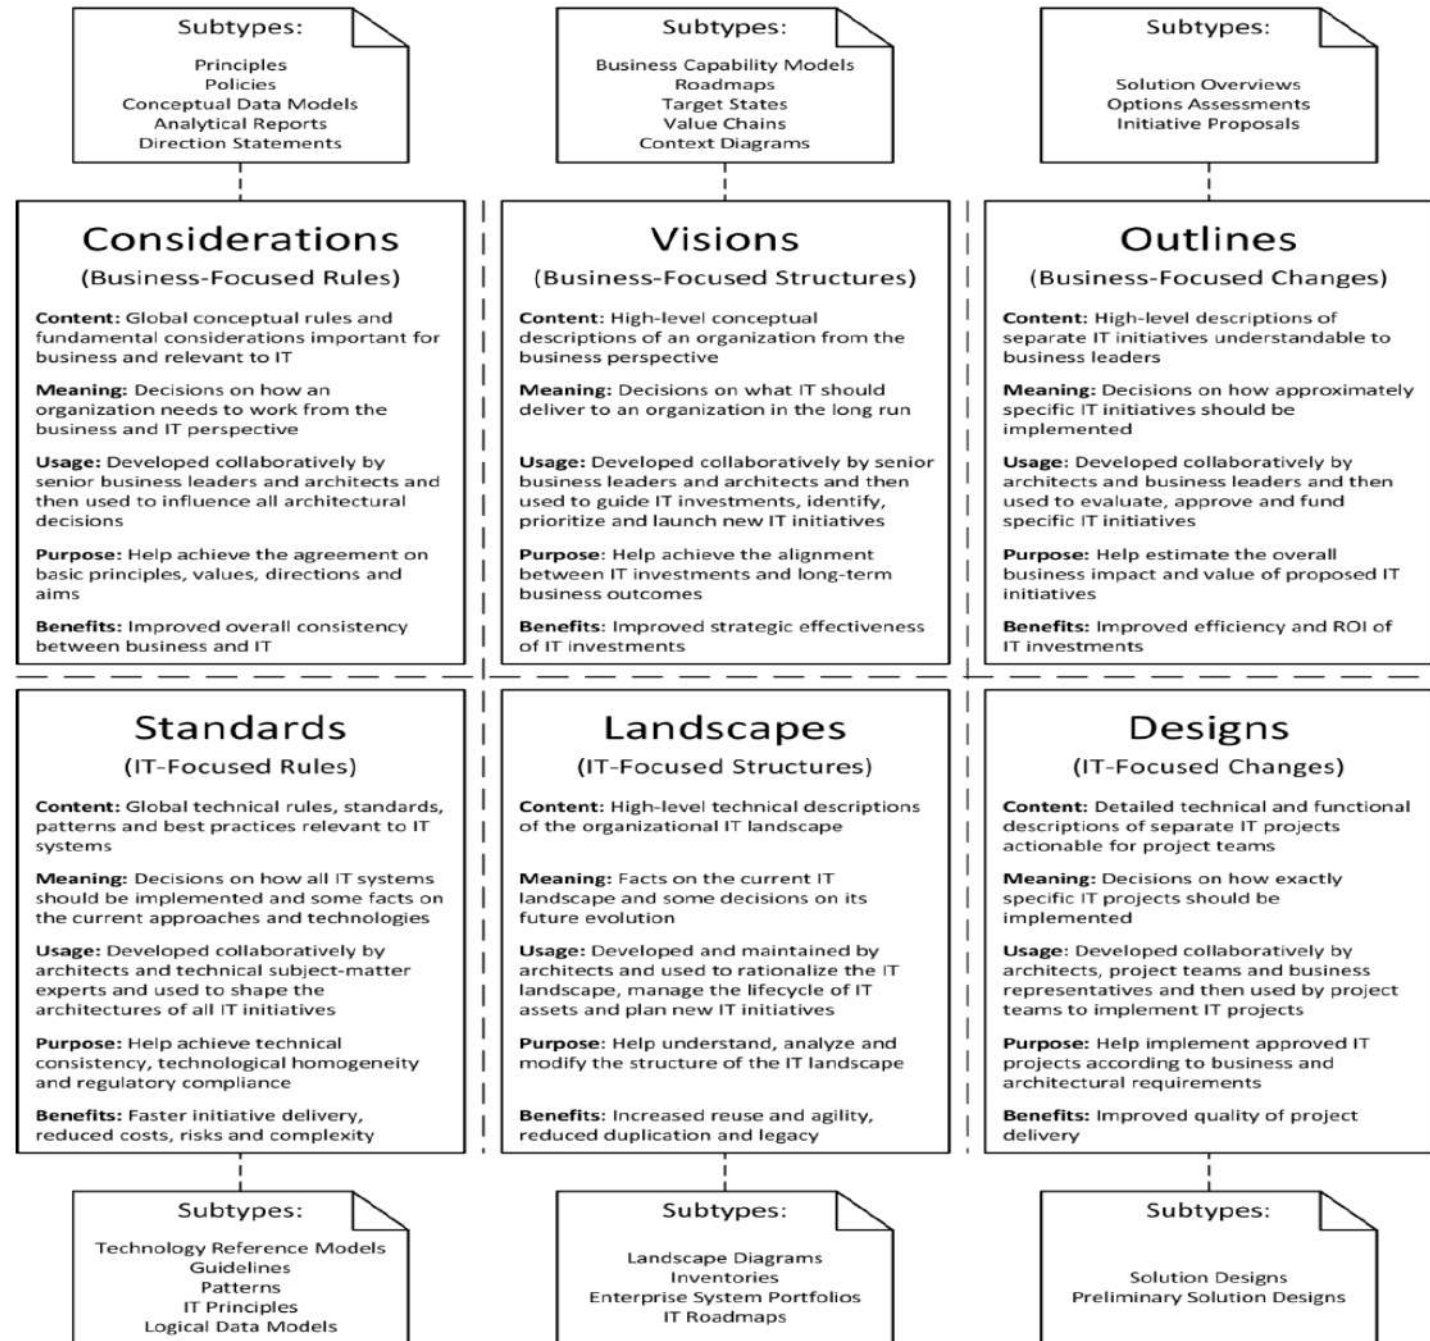 Subtypes:
Principles
Policies
Conceptual Data Models
Analytical Reports
Direction Statements
Subtypes:
Business Capability Models
Roadmaps
Target States
Value Chains
Context Diagrams
Subtypes:
Solution Overviews
Options Assessments
Initiative Proposals
Considerations
(Business-Focused Rules)
Content: Global conceptual rules and
fundamental considerations important for
business and relevant to IT
Meaning: Decisions on how an
organization needs to work from the
business and IT perspective
Usage: Developed collaboratively by
senior business leaders and architects and
then used to influence all architectural
decisions
Purpose: Help achieve the agreement on
basic principles, values, directions and
aims
Benefits: Improved overall consistency
between business and IT
Visions
(Business-Focused Structures)
Content: High-level conceptual
descriptions of an organization from the
business perspective
Meaning: Decisions on what IT should
deliver to an organization in the long run
Usage: Developed collaboratively by senior
business leaders and architects and then
used to guide IT investments, identify,
prioritize and launch new IT initiatives
Purpose: Help achieve the alignment
between IT investments and long-term
business outcomes
Benefits: Improved strategic effectiveness
of IT investments
Outlines
(Business-Focused Changes)
Content: High-level descriptions of
separate IT initiatives understandable to
business leaders
Meaning: Decisions on how approximately
specific IT initiatives should be
implemented
Usage: Developed collaboratively by
architects and business leaders and then
used to evaluate, approve and fund
specific IT initiatives
Purpose: Help estimate the overall
business impact and value of proposed IT
initiatives
Benefits: Improved efficiency and ROI of
IT investments
Standards
(IT-Focused Rules)
Content: Global technical rules, standards,
patterns and best practices relevant to IT
systems
Meaning: Decisions on how all IT systems
should be implemented and some facts on
the current approaches and technologies
Usage: Developed collaboratively by
architects and technical subject-matter
experts and used to shape the
architectures of all IT initiatives
Purpose: Help achieve technical
consistency, technological homogeneity
and regulatory compliance
Benefits: Faster initiative delivery,
reduced costs, risks and complexity
Landscapes
(IT-Focused Structures)
Content: High-level technical descriptions
of the organizational IT landscape
Meaning: Facts on the current IT
landscape and some decisions on its
future evolution
Usage: Developed and maintained by
architects and used to rationalize the IT
landscape, manage the lifecycle of IT
assets and plan new IT initiatives
Purpose: Help understand, analyze and
modify the structure of the IT landscape
Benefits: Increased reuse and agility,
reduced duplication and legacy
Designs
(IT-Focused Changes)
Content: Detailed technical and functional
descriptions of separate IT projects
actionable for project teams
Meaning: Decisions on how exactly
specific IT projects should be
implemented
Usage: Developed collaboratively by
architects, project teams and business
representatives and then used by project
teams to implement IT projects
Purpose: Help implement approved IT
projects according to business and
architectural requirements
Benefits: Improved quality of project
delivery
Subtypes:
Technology Reference Models
Guidelines
Patterns
IT Principles
Logical Data Models
Subtypes:
Landscape Diagrams
Inventories
Enterprise System Portfolios
IT Roadmaps
Subtypes:
Solution Designs
Preliminary Solution Designs